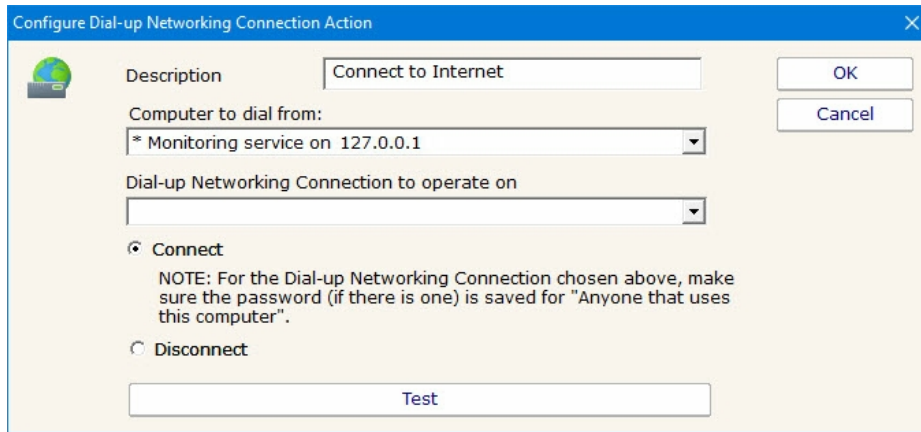 Configure Dial-up Networking Connection Action
Description
Connect to Internet
OK
Computer to dial from:
Cancel
* Monitoring service on 127.0.0.1
Dial-up Networking Connection to operate on
Connect
NOTE: For the Dial-up Networking Connection chosen above, make
sure the password (if there is one) is saved for "Anyone that uses
this computer".
Disconnect
Test